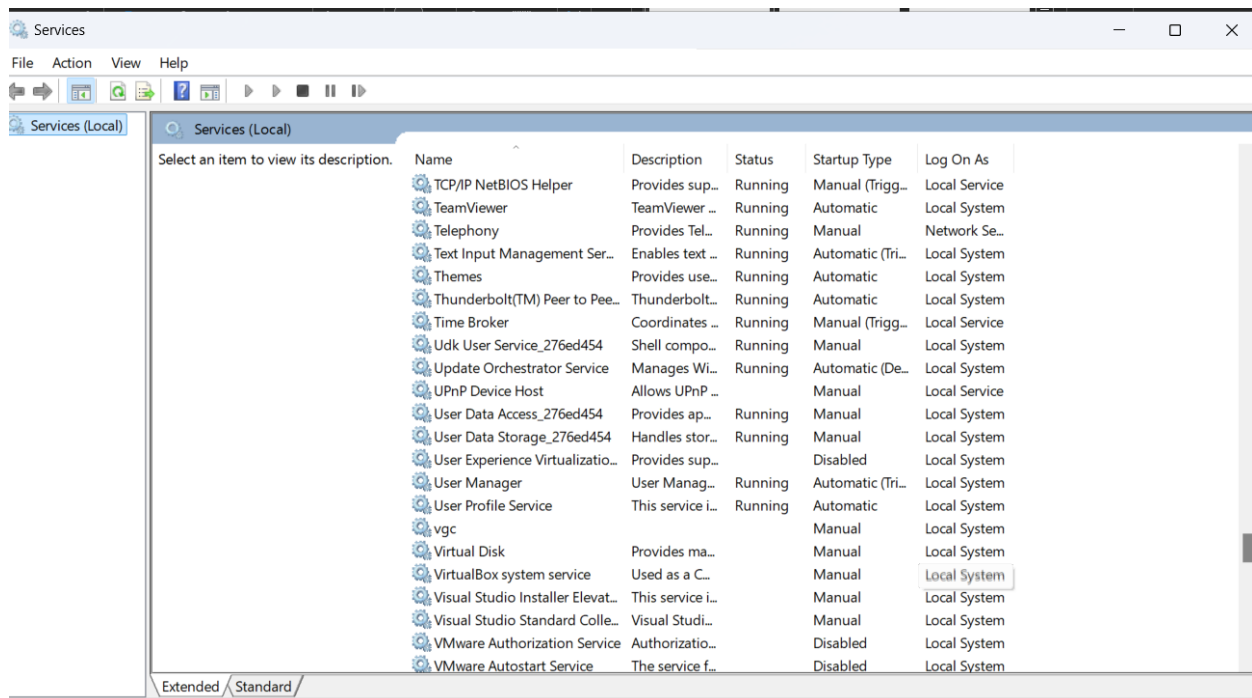 Services
File Action View Help
Services (Local)
Services (Local)
Select an item to view its description.
Name Description Status Startup Type Log On As
TCP/IP NetBIOS Helper Provides sup... Running Manual (Trigg... Local Service
TeamViewer TeamViewer ... Running Automatic Local System
Telephony Provides Tel... Running Manual Network Se...
Text Input Management Ser... Enables text ... Running Automatic (Tri... Local System
Themes Provides use... Running Automatic Local System
Thunderbolt(TM) Peer to Pee... Thunderbolt... Running Automatic Local System
Time Broker Coordinates ... Running Manual (Trigg... Local Service
Udk User Service_276ed454 Shell compo... Running Manual Local System
Update Orchestrator Service Manages Wi... Running Automatic (De... Local System
UPnP Device Host Allows UPnP ... Manual Local Service
User Data Access_276ed454 Provides ap... Running Manual Local System
User Data Storage_276ed454 Handles stor... Running Manual Local System
User Experience Virtualizatio... Provides sup... Disabled Local System
User Manager User Manag... Running Automatic (Tri... Local System
User Profile Service This service i... Running Automatic Local System
vgc Manual Local System
Virtual Disk Provides ma... Manual Local System
VirtualBox system service Used as a C... Manual Local System
Visual Studio Installer Elevat... This service i... Manual Local System
Visual Studio Standard Colle... Visual Studi... Manual Local System
VMware Authorization Service Authorizatio... Disabled Local System
VMware Autostart Service The service f... Disabled Local System
Extended Standard